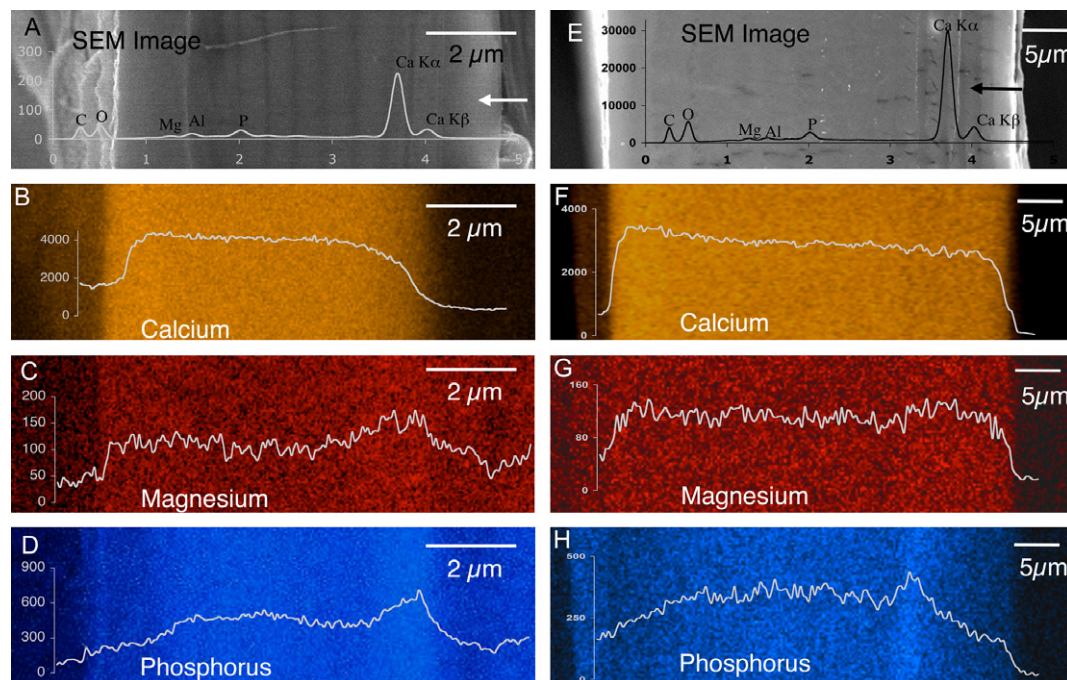 A
SEM Image
300
200
100
0
C
O
Mg
Al
P
Ca Kα
Ca Kβ
2 µm
1
2
3
4
5
B
4000
2000
0
2 µm
Calcium
C
200
150
100
50
0
2 µm
Magnesium
D
900
600
300
0
2 µm
Phosphorus
E
SEM Image
30000
20000
10000
0
C
O
Mg
Al
P
Ca Kα
Ca Kβ
5µm
0
1
2
3
4
5
F
4000
2000
0
5µm
Calcium
G
160
80
0
5µm
Magnesium
H
500
250
0
5µm
Phosphorus